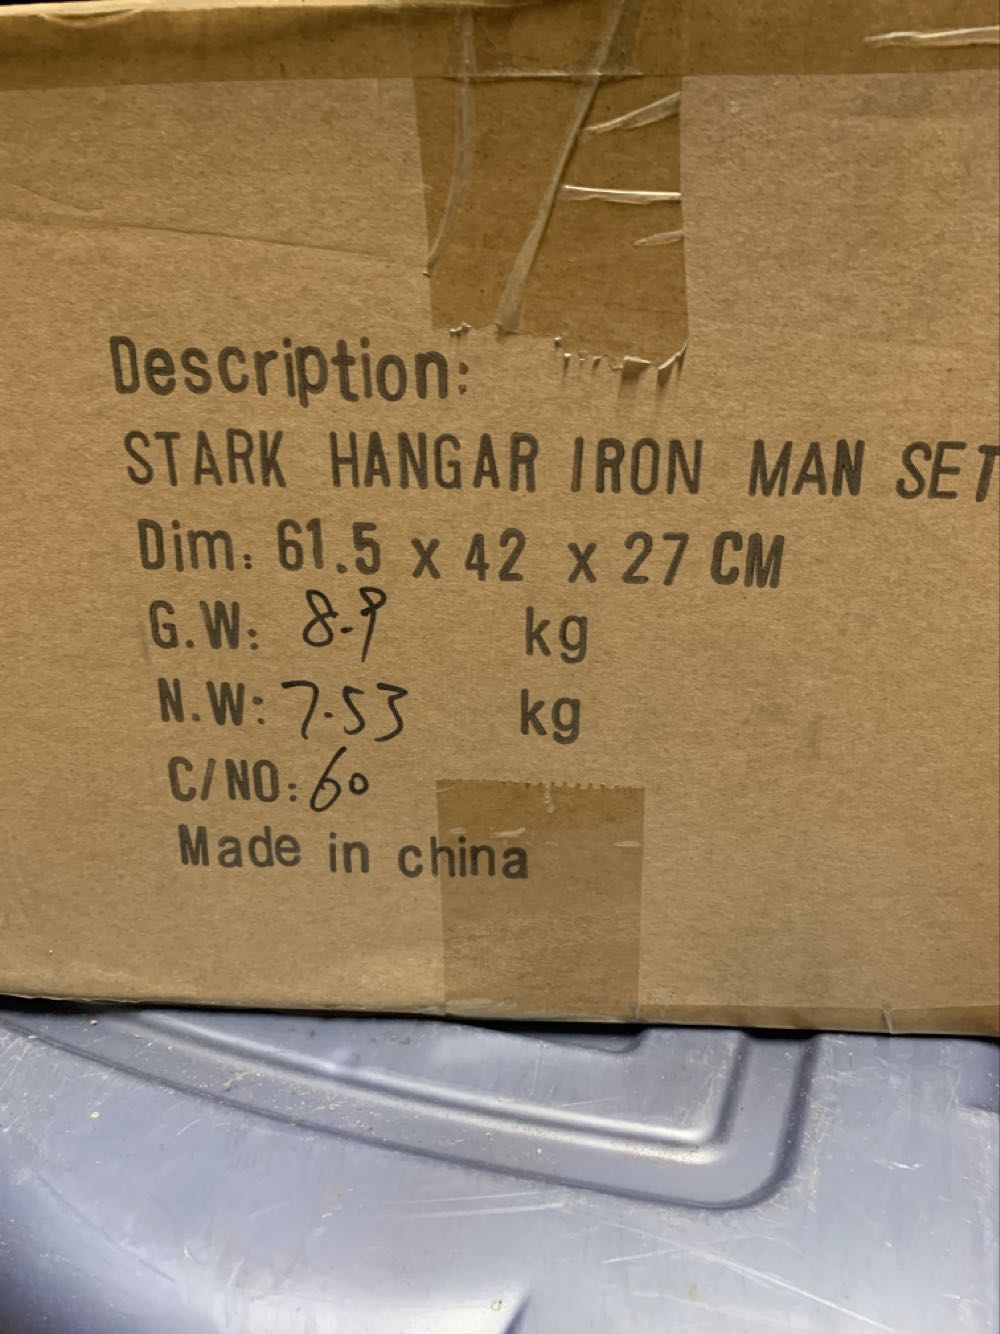 Description:
STARK HANGAR IRON MAN SET
Dim: 61.5 x 42 x 27 CM
G.W: 8.9 kg
N.W: 7.53 kg
C/NO: 60
Made in china